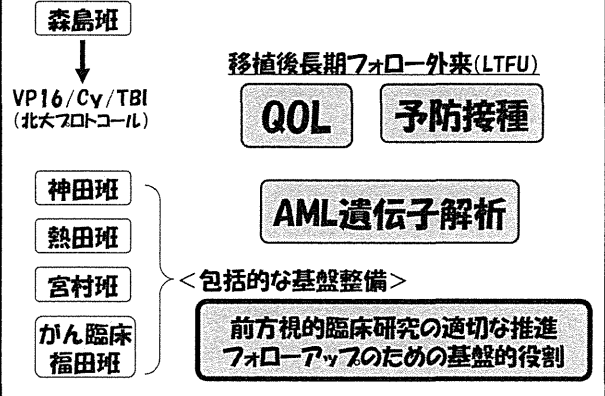 森島班
VP16/Cy/TBI
(北大プロトコール)
移植後長期フォロー外来(LTFU)
QOL
予防接種
AML遺伝子解析
神田班
熱田班
宮村班
がん臨床
福田班
<包括的な基盤整備>
前方視的臨床研究の適切な推進
フォローアップのための基盤的役割